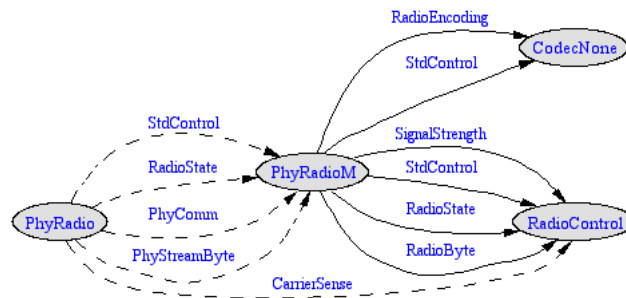 RadioEncoding
CodecNone
StdControl
StdControl
SignalStrength
RadioState
PhyRadioM
StdControl
PhyRadio
PhyComm
RadioState
RadioControl
PhyStreamByte
RadioByte
CarrierSense